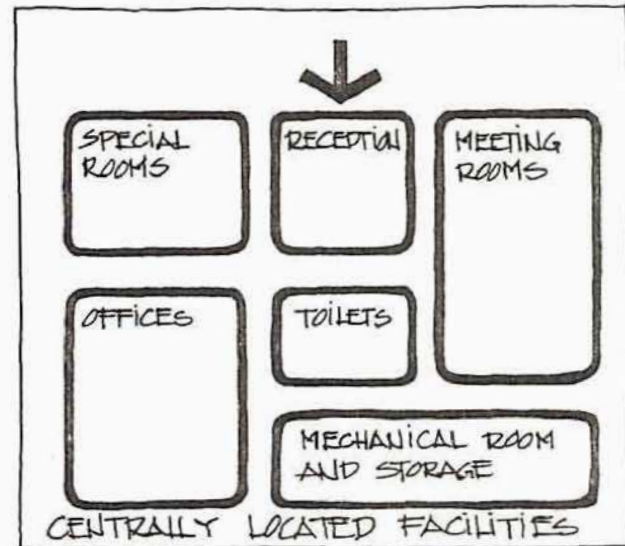 SPECIAL
ROOMS
RECEPTION
MEETING
ROOMS
OFFICES
TOILETS
MECHANICAL ROOM
AND STORAGE
CENTRALLY LOCATED FACILITIES